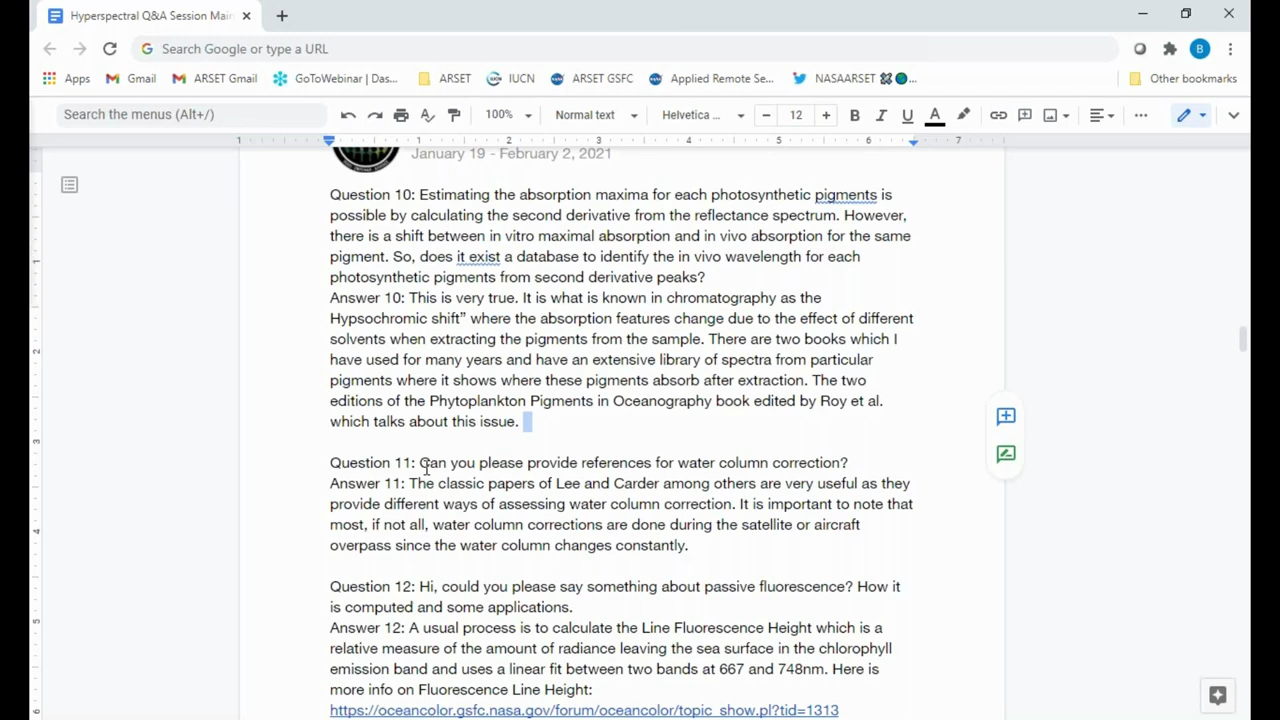 Hyperspectral Q&A Session Main
Search Google or type a URL
B
Apps
Gmail
ARSET Gmail
GoToWebinar | Das...
ARSET
IUCN
ARSET GSFC
Applied Remote Se...
NASAARSET
Other bookmarks
Search the menus (Alt+/)
100%
Normal text
Helvetica ...
12
B I U A
1 1 2 3 4 5 6 7
January 19 - February 2, 2021
Question 10: Estimating the absorption maxima for each photosynthetic pigments is
possible by calculating the second derivative from the reflectance spectrum. However,
there is a shift between in vitro maximal absorption and in vivo absorption for the same
pigment. So, does it exist a database to identify the in vivo wavelength for each
photosynthetic pigments from second derivative peaks?
Answer 10: This is very true. It is what is known in chromatography as the
Hypsochromic shift” where the absorption features change due to the effect of different
solvents when extracting the pigments from the sample. There are two books which I
have used for many years and have an extensive library of spectra from particular
pigments where it shows where these pigments absorb after extraction. The two
editions of the Phytoplankton Pigments in Oceanography book edited by Roy et al.
which talks about this issue.
Question 11: Can you please provide references for water column correction?
Answer 11: The classic papers of Lee and Carder among others are very useful as they
provide different ways of assessing water column correction. It is important to note that
most, if not all, water column corrections are done during the satellite or aircraft
overpass since the water column changes constantly.
Question 12: Hi, could you please say something about passive fluorescence? How it
is computed and some applications.
Answer 12: A usual process is to calculate the Line Fluorescence Height which is a
relative measure of the amount of radiance leaving the sea surface in the chlorophyll
emission band and uses a linear fit between two bands at 667 and 748nm. Here is
more info on Fluorescence Line Height:
https://oceancolor.gsfc.nasa.gov/forum/oceancolor/topic_show.pl?tid=1313
1
2
3
4
5
6